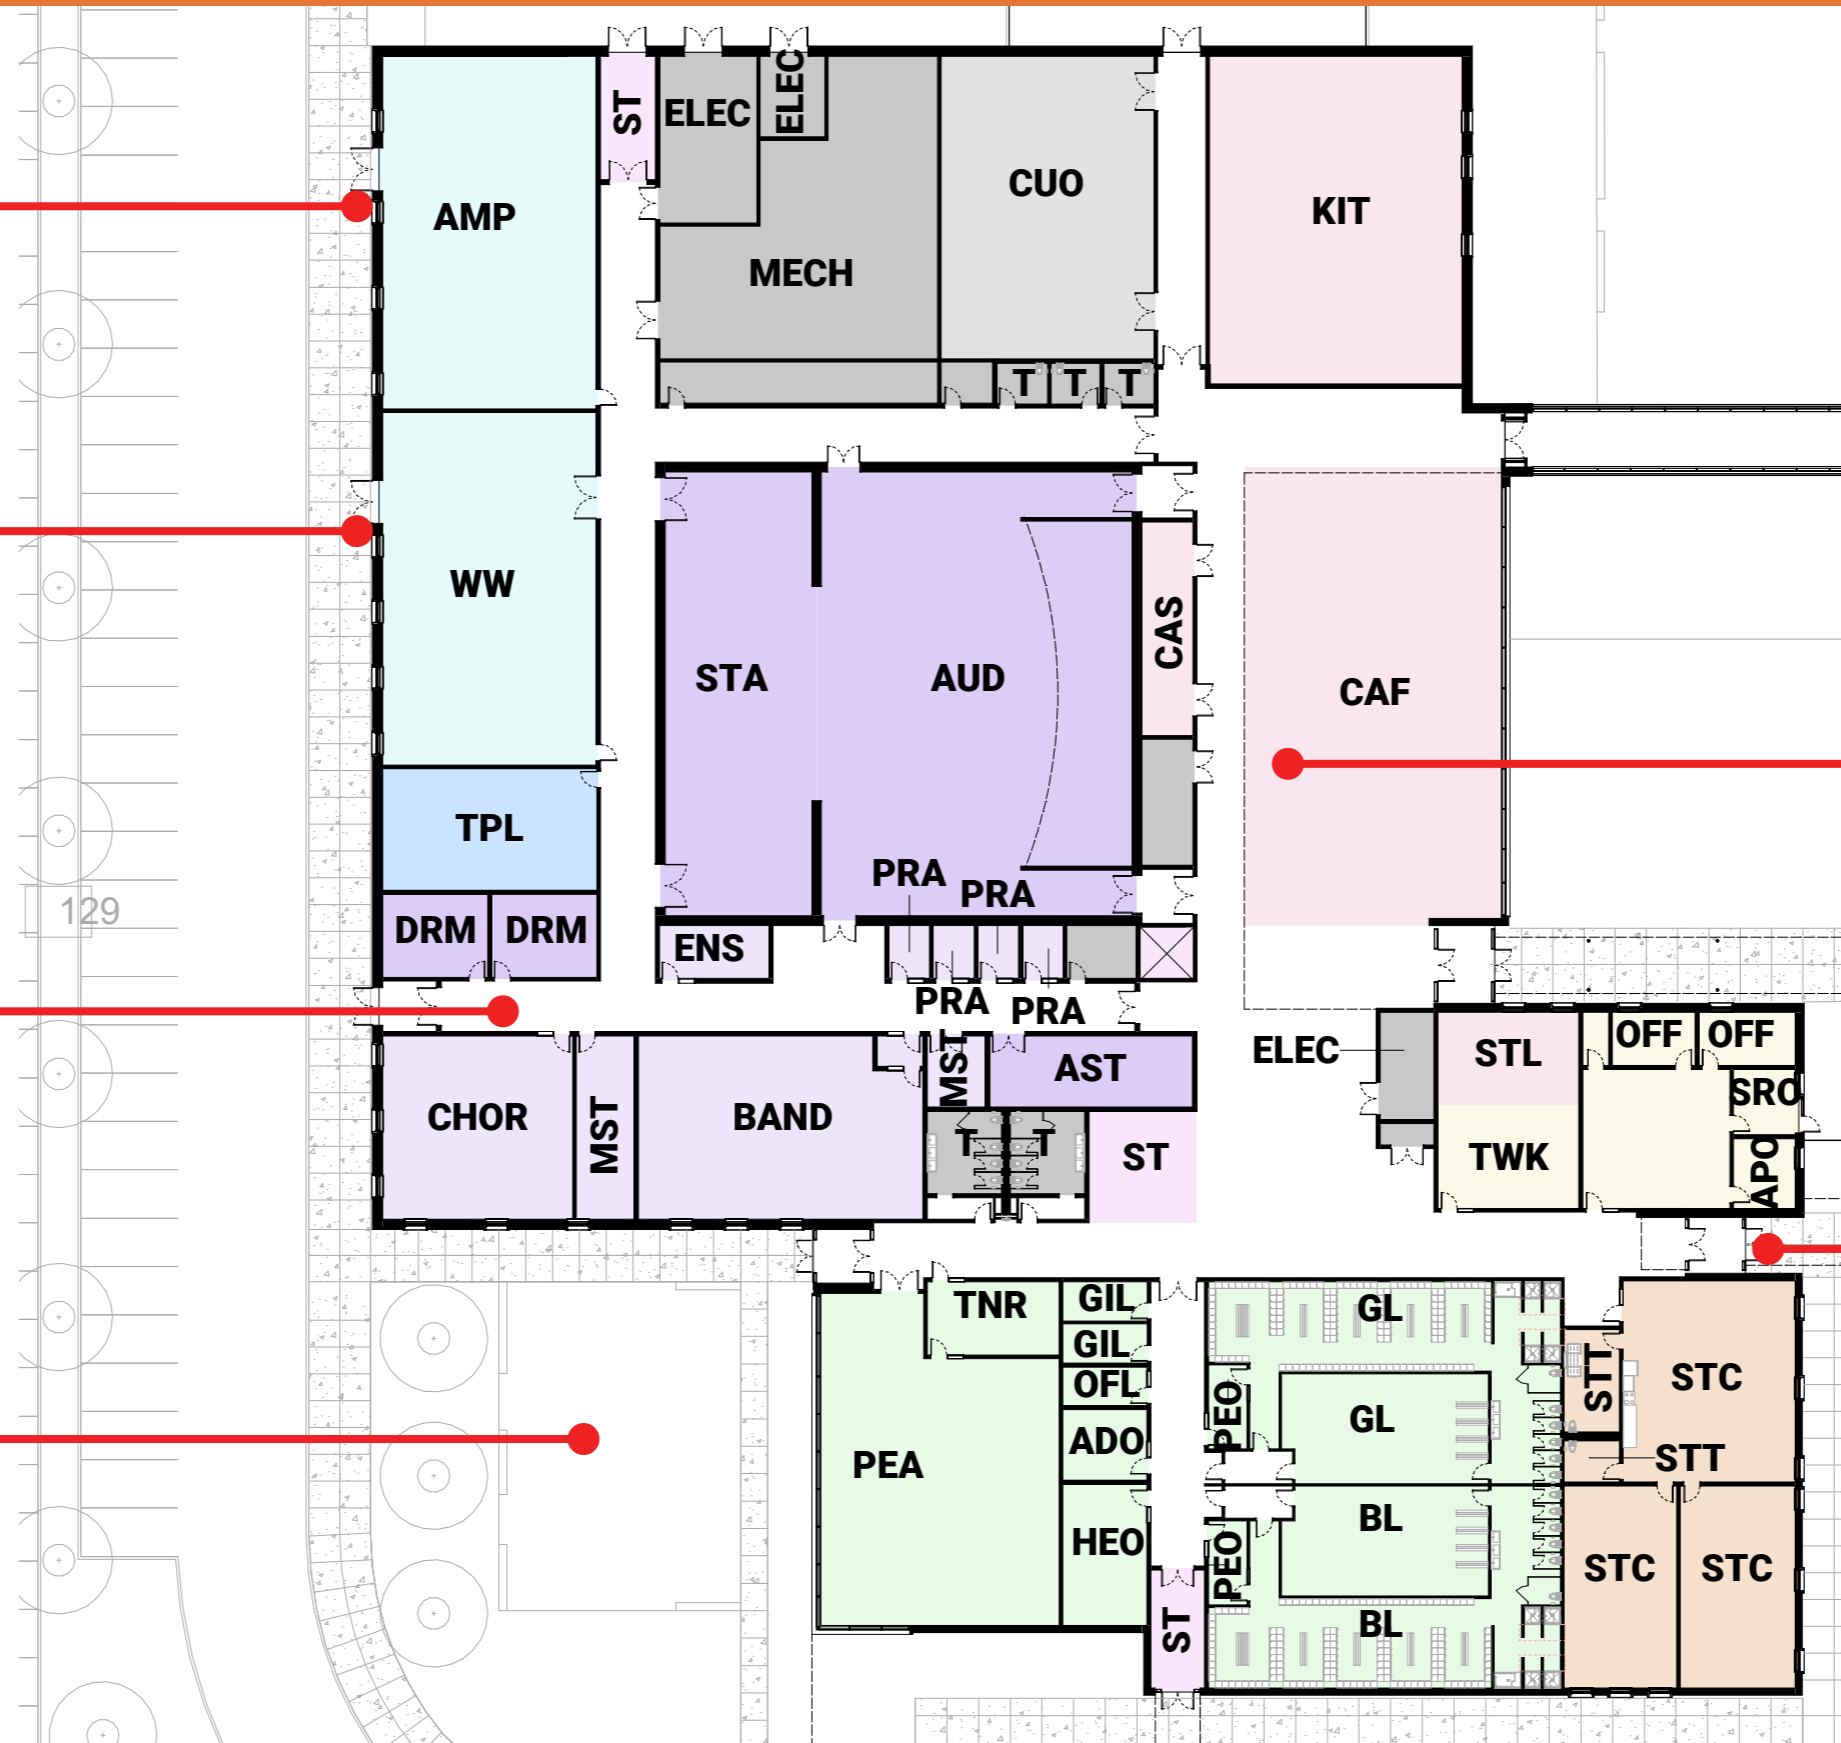 ELEC
ST
ELEC
CUO
KIT
AMP
MECH
T
T
T
WW
CAS
STA
AUD
CAF
TPL
PRA
PRA
129
DRM
DRM
ENS
PRA
PRA
OFF
OFF
ELEC
STL
MST
AST
SRO
CHOR
MST
BAND
T
T
ST
TWK
APO
TNR
GIL
GL
GIL
STT
STC
OFL
PEO
GL
ADO
PEA
STT
BL
HEO
PEO
STC
STC
ST
BL